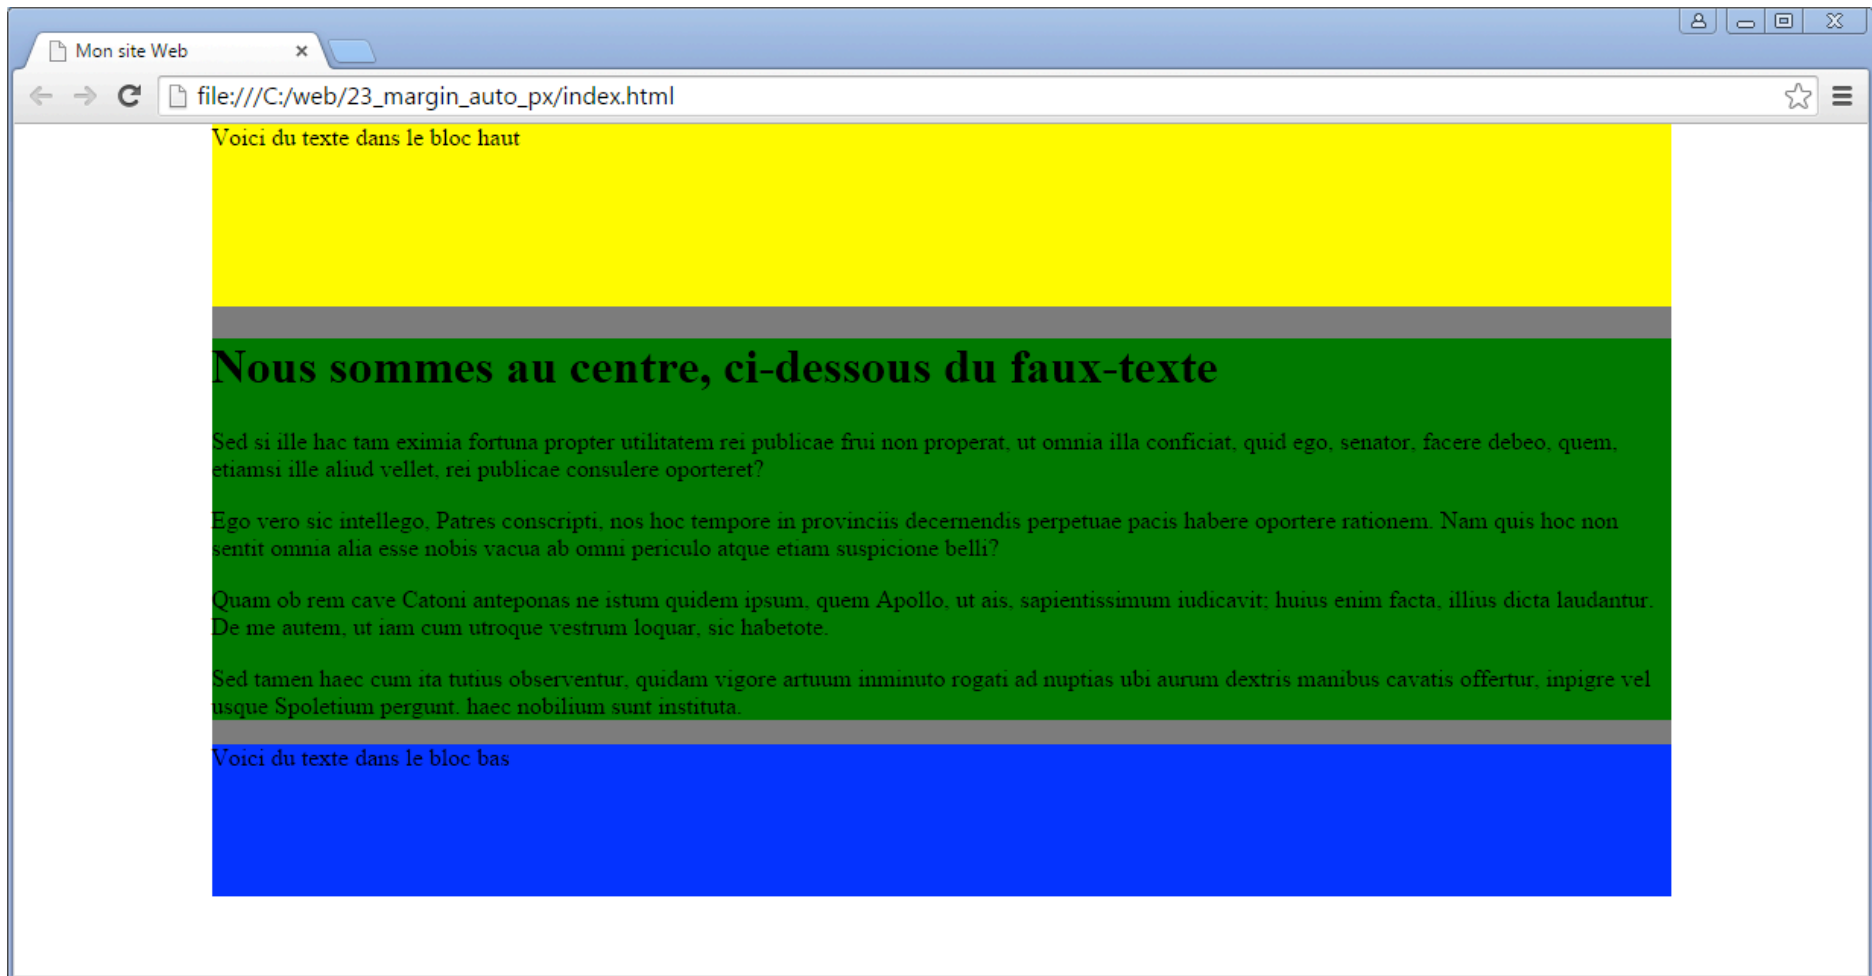 Mon site Web
file:///C:/web/23_margin_auto_px/index.html
Voici du texte dans le bloc haut
Nous sommes au centre, ci-dessous du faux-texte
Sed si ille hac tam eximia fortuna propter utilitatem rei publicae frui non properat, ut omnia illa conficiat, quid ego, senator, facere debeo, quem,
etiamsi ille aliud vellet, rei publicae consulere oporteret?
Ego vero sic intellego, Patres conscripti, nos hoc tempore in provinciis decernendis perpetuae pacis habere oportere rationem. Nam quis hoc non
sentit omnia alia esse nobis vacua ab omni periculo atque etiam suspicione belli?
Quam ob rem cave Catoni anteponas ne istum quidem ipsum, quem Apollo, ut ais, sapientissimum iudicavit; huius enim facta, illius dicta laudantur.
De me autem, ut iam cum utroque vestrum loquar, sic habetote.
Sed tamen haec cum ita tutius observentur, quidam vigore artuum inminuto rogati ad nuptias ubi aurum dextris manibus cavatis offertur, inpigre vel
usque Spoletium pergunt. haec nobilium sunt instituta.
Voici du texte dans le bloc bas